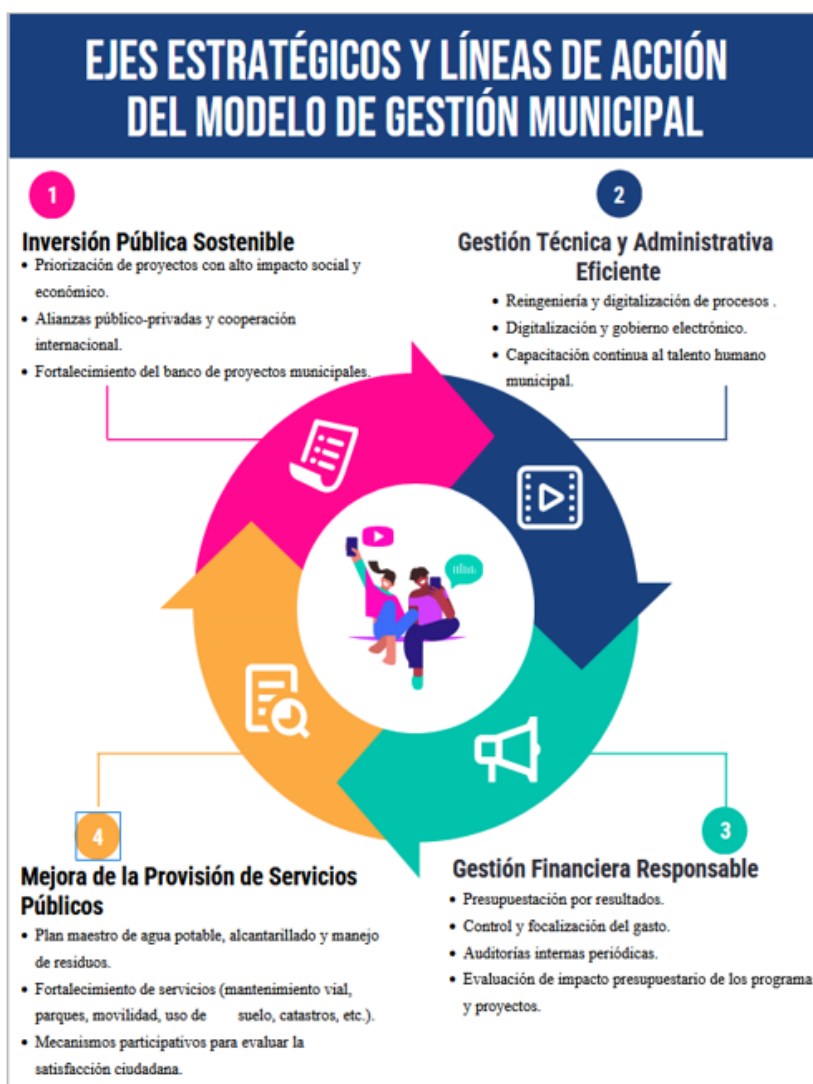 EJES ESTRATÉGICOS Y LÍNEAS DE ACCIÓN
DEL MODELO DE GESTIÓN MUNICIPAL
1
Inversión Pública Sostenible
• Priorización de proyectos con alto impacto social y
económico.
• Alianzas público-privadas y cooperación
internacional.
• Fortalecimiento del banco de proyectos municipales.
2
Gestión Técnica y Administrativa
Eficiente
• Reingeniería y digitalización de procesos .
• Digitalización y gobierno electrónico.
• Capacitación continua al talento humano
municipal.
3
Gestión Financiera Responsable
• Presupuestación por resultados.
• Control y focalización del gasto.
• Auditorías internas periódicas.
• Evaluación de impacto presupuestario de los programa
y proyectos.
4
Mejora de la Provisión de Servicios
Públicos
• Plan maestro de agua potable, alcantarillado y manejo
de residuos.
• Fortalecimiento de servicios (mantenimiento vial,
parques, movilidad, uso de suelo, catastros, etc.).
• Mecanismos participativos para evaluar la
satisfacción ciudadana.